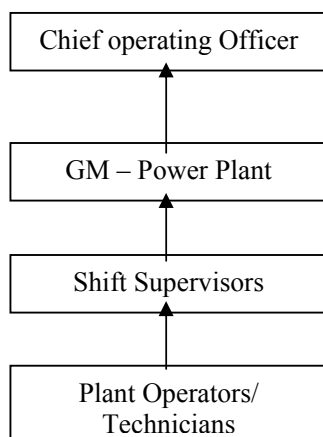 Chief operating Officer
GM – Power Plant
Shift Supervisors
Plant Operators/
Technicians